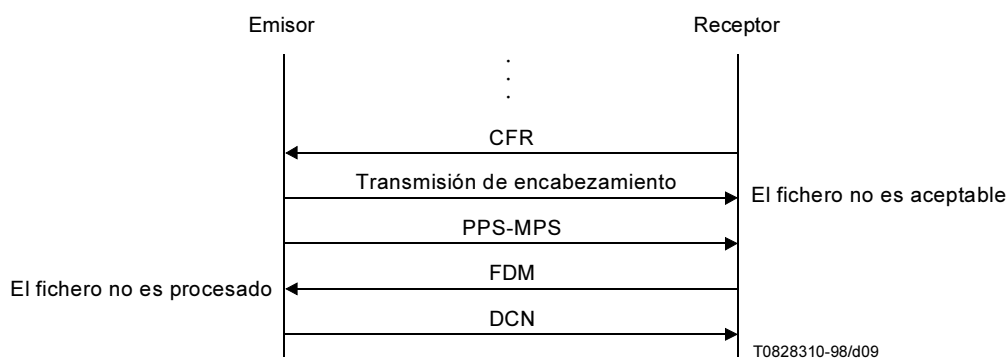 Emisor
Receptor
CFR
Transmisión de encabezamiento
El fichero no es aceptable
PPS-MPS
FDM
El fichero no es procesado
DCN
T0828310-98/d09